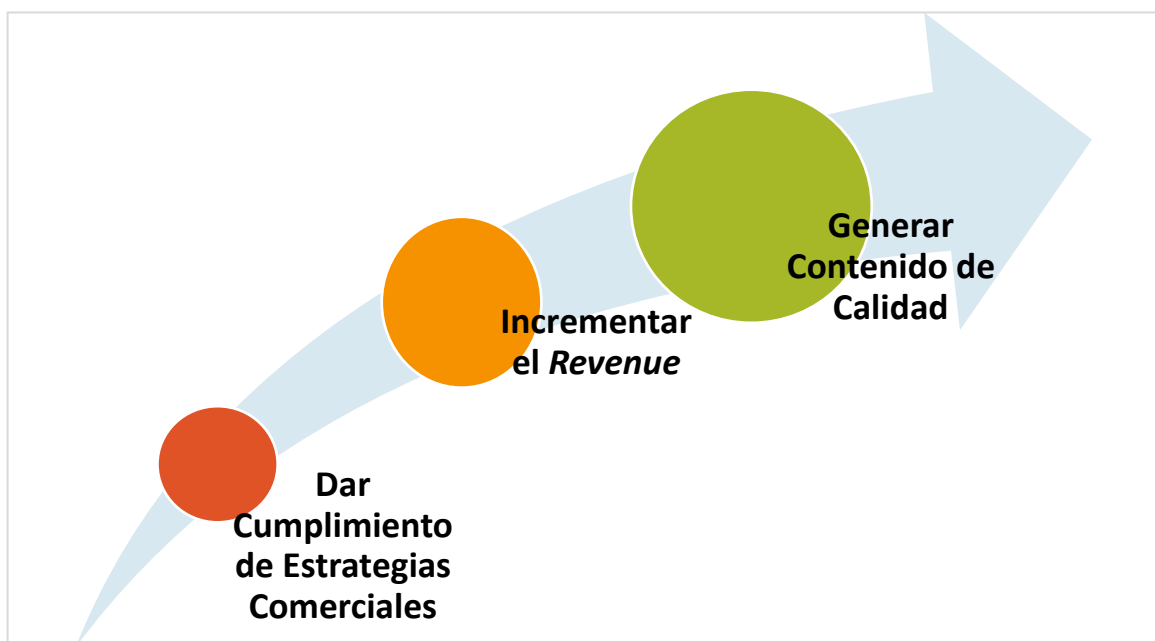 Generar
Contenido de
Calidad
Incrementar
el Revenue
Dar
Cumplimiento
de Estrategias
Comerciales